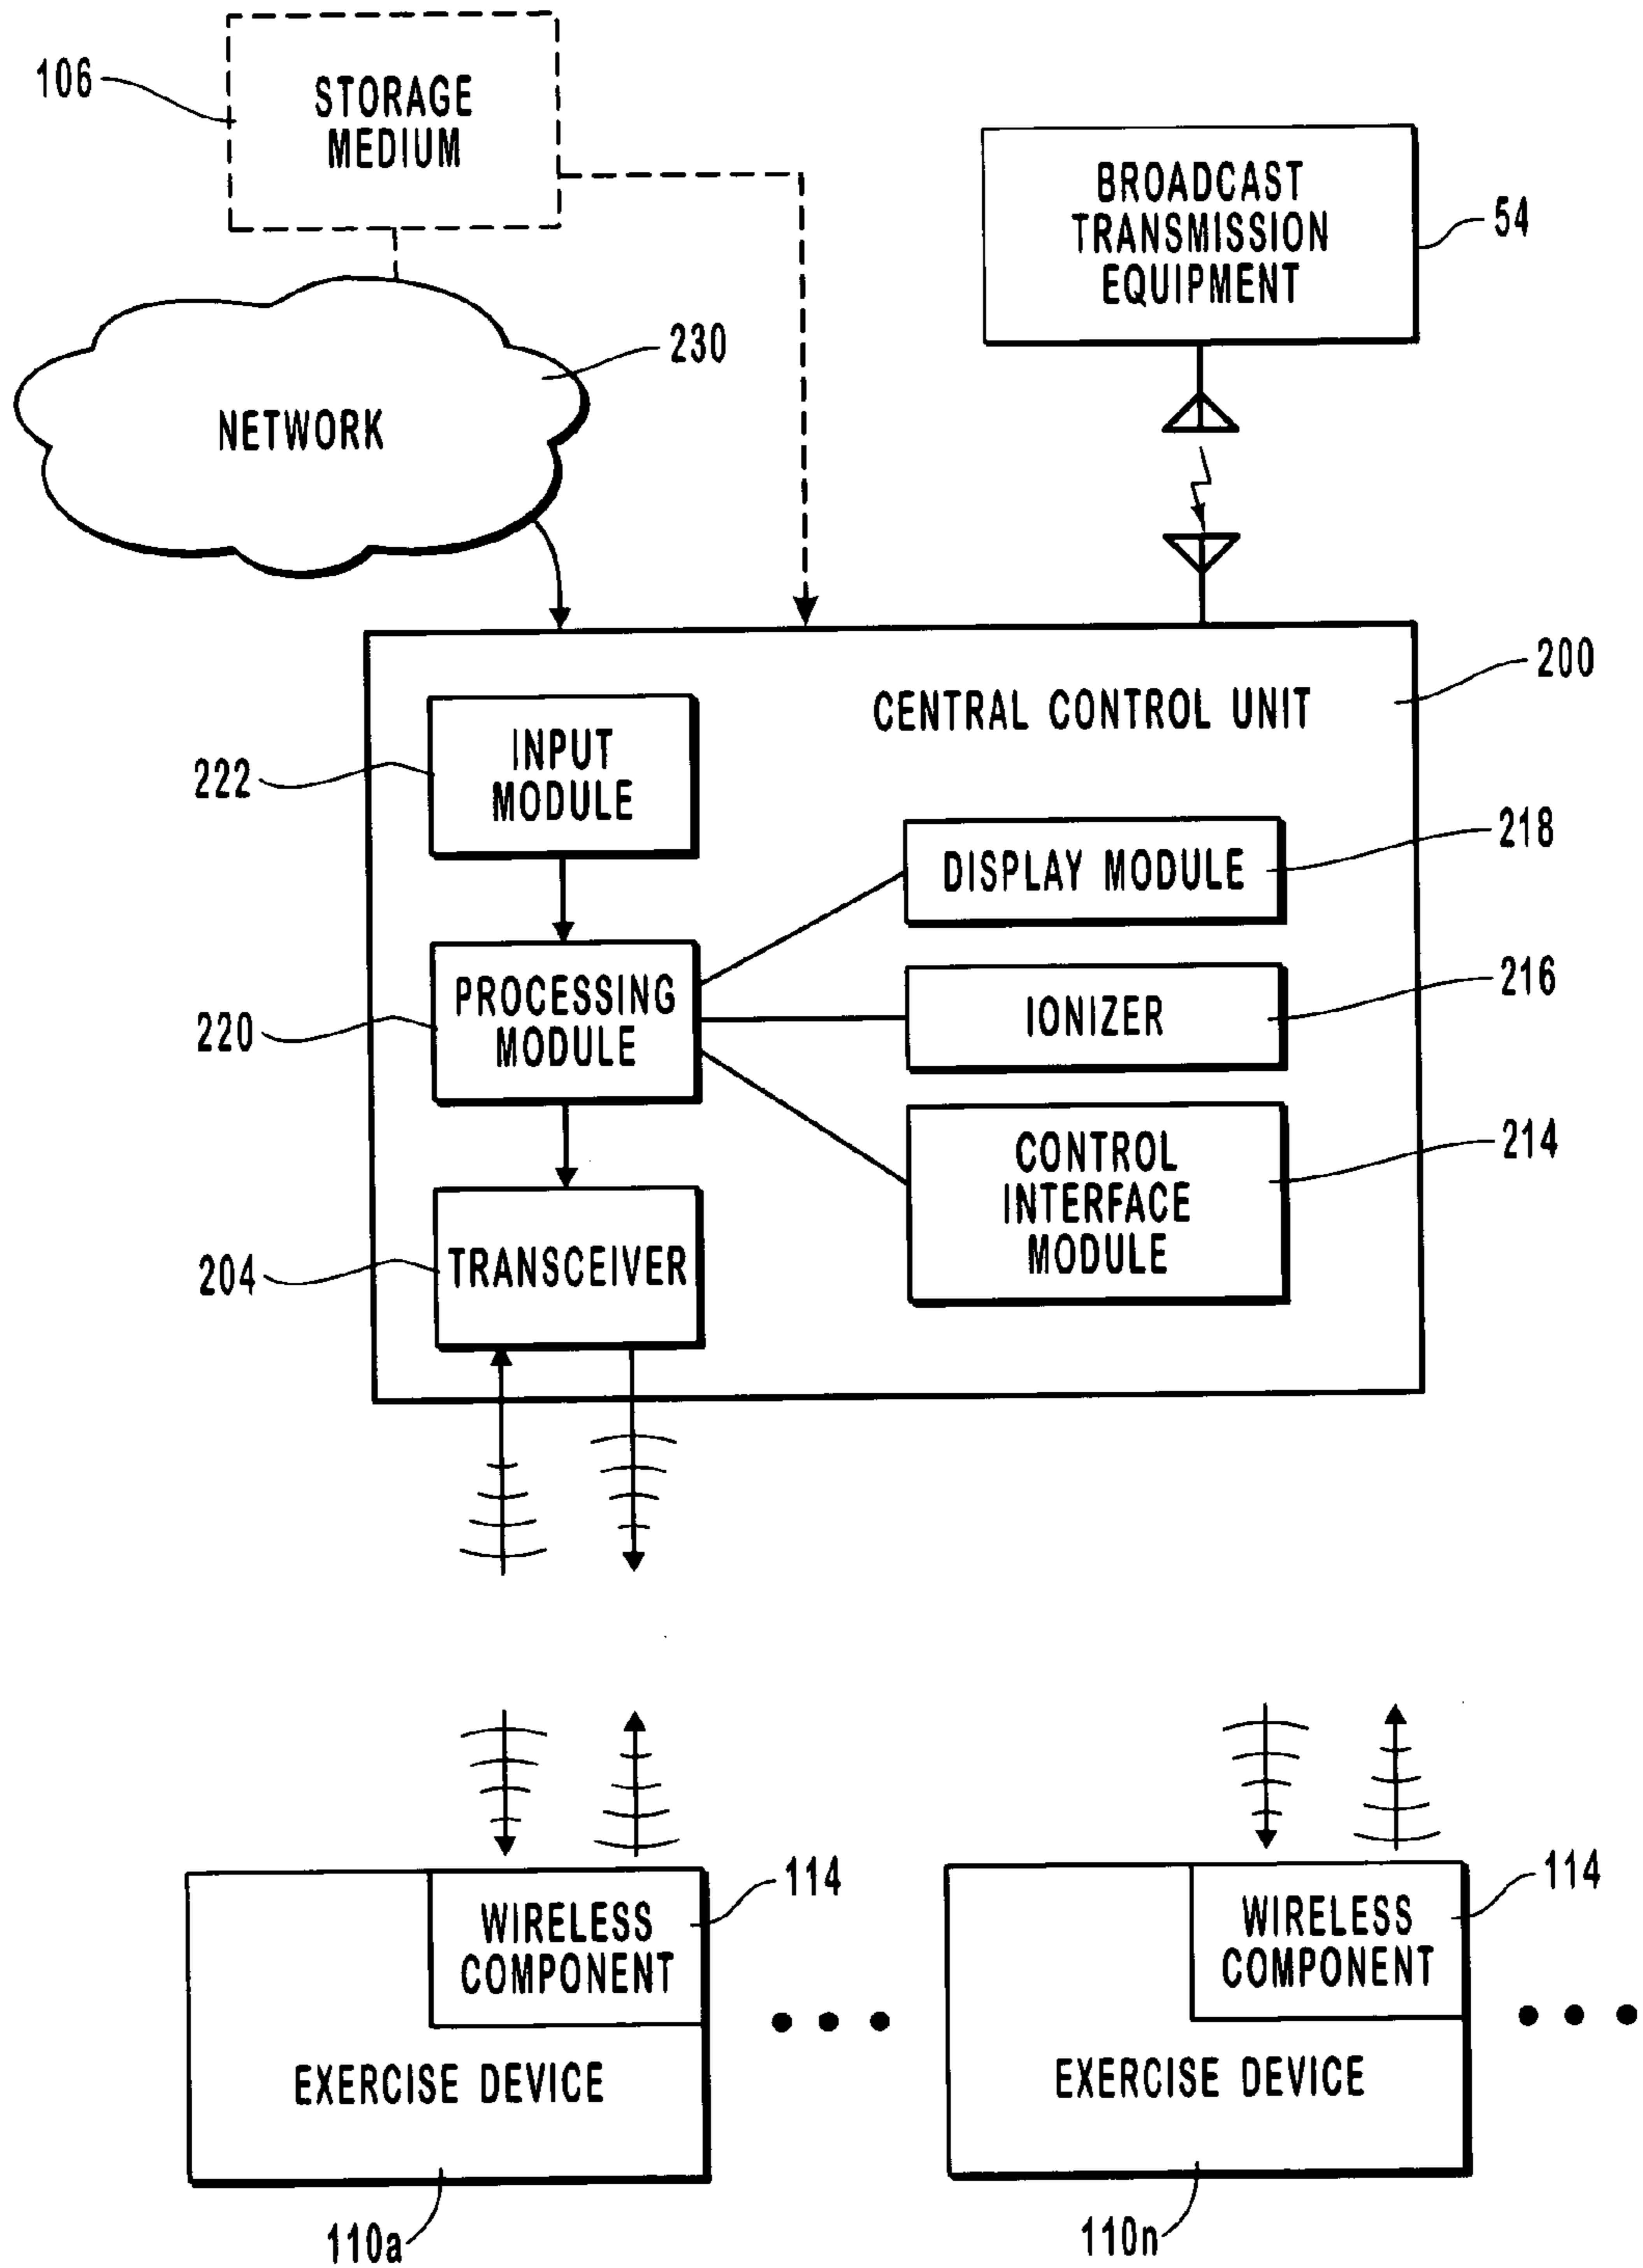 106
STORAGE
MEDIUM
BROADCAST
TRANSMISSION
EQUIPMENT
54
230
NETWORK
200
CENTRAL CONTROL UNIT
INPUT
MODULE
222
218
DISPLAY MODULE
PROCESSING
MODULE
220
216
IONIZER
214
CONTROL
INTERFACE
MODULE
204
TRANSCEIVER
114
WIRELESS
COMPONENT
EXERCISE DEVICE
110a
114
WIRELESS
COMPONENT
EXERCISE DEVICE
110n